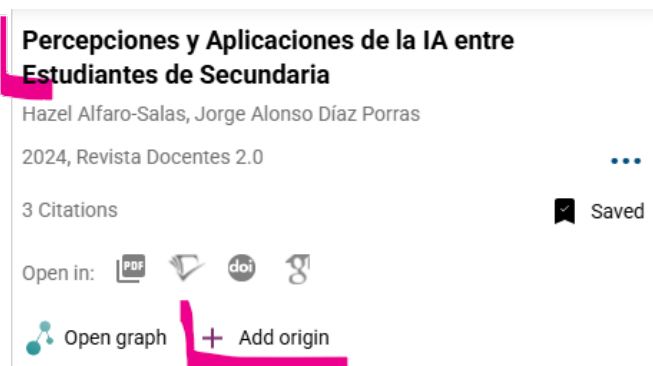 Percepciones y Aplicaciones de la IA entre
Estudiantes de Secundaria
Hazel Alfaro-Salas, Jorge Alonso Díaz Porras
2024, Revista Docentes 2.0
3 Citations
Saved
Open in: PDF doi g
Open graph + Add origin